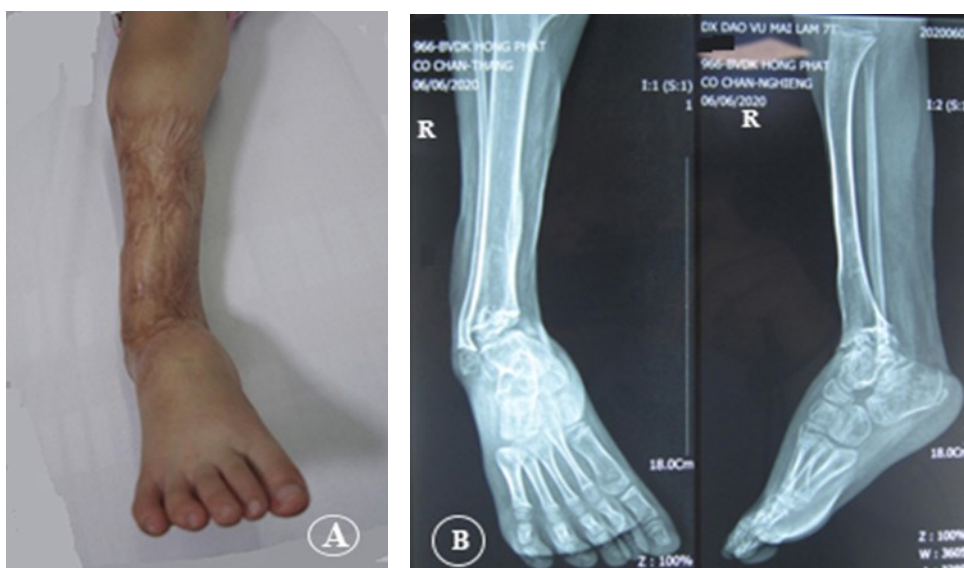 A
966-BVDK HONG PHAT
CO CHAN-THANG
06/06/2020
I:1 (S:1)
1
R
18.0Cm
B
Z : 100%
DX DAO VU MAI LAM 7T
966-BVDK HONG PHAT
CO CHAN-NGHIENG
06/06/2020
I:2 (S:1
R
18.0C
Z : 100%